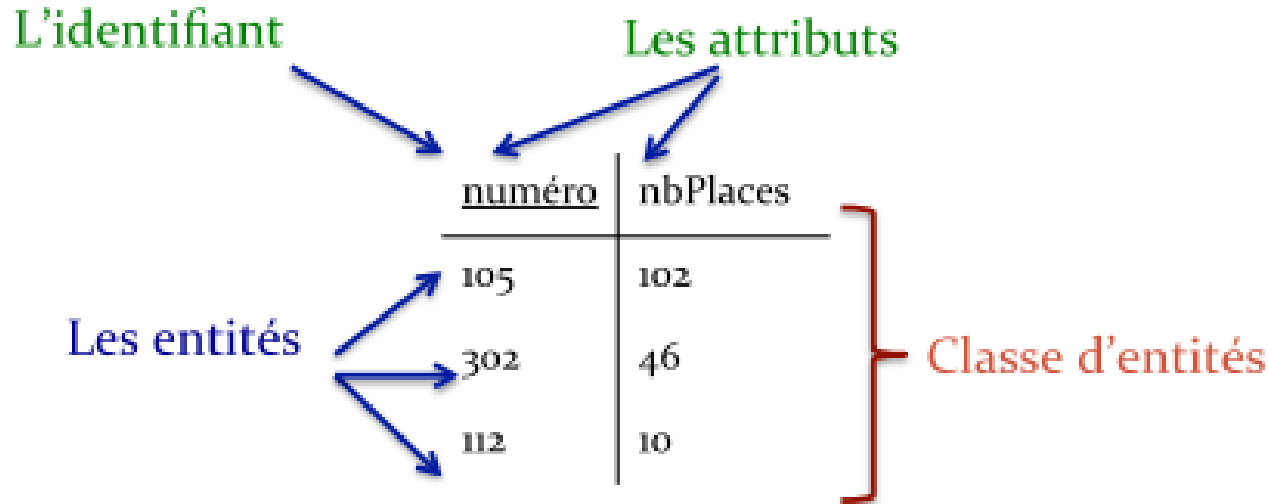 L'identifiant
Les attributs
numéro nbPlaces
105 102
Les entités
302 46
Classe d'entités
112 10